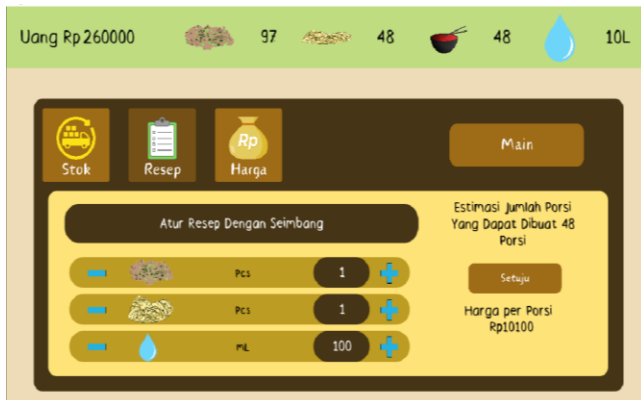 Uang Rp 260000 97 48 48 10L
Stok Resep Rp Harga Main
Atur Resep Dengan Seimbang
Pcs 1
Pcs 1
mL 100
Estimasi Jumlah Porsi
Yang Dapat Dibuat 48
Porsi
Setuju
Harga per Porsi
Rp10100